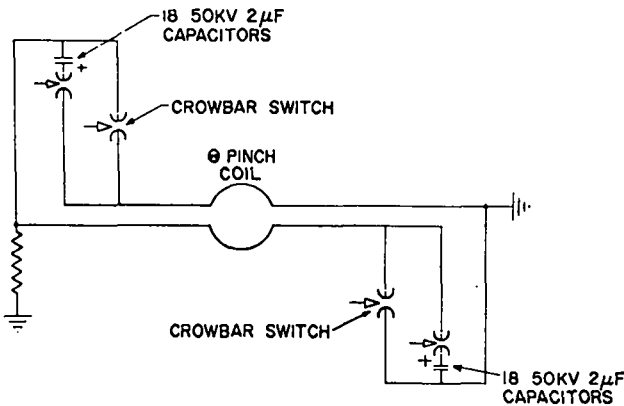 18 50KV 2µF
CAPACITORS
+
CROWBAR SWITCH
Θ PINCH
COIL
CROWBAR SWITCH
+
18 50KV 2µF
CAPACITORS